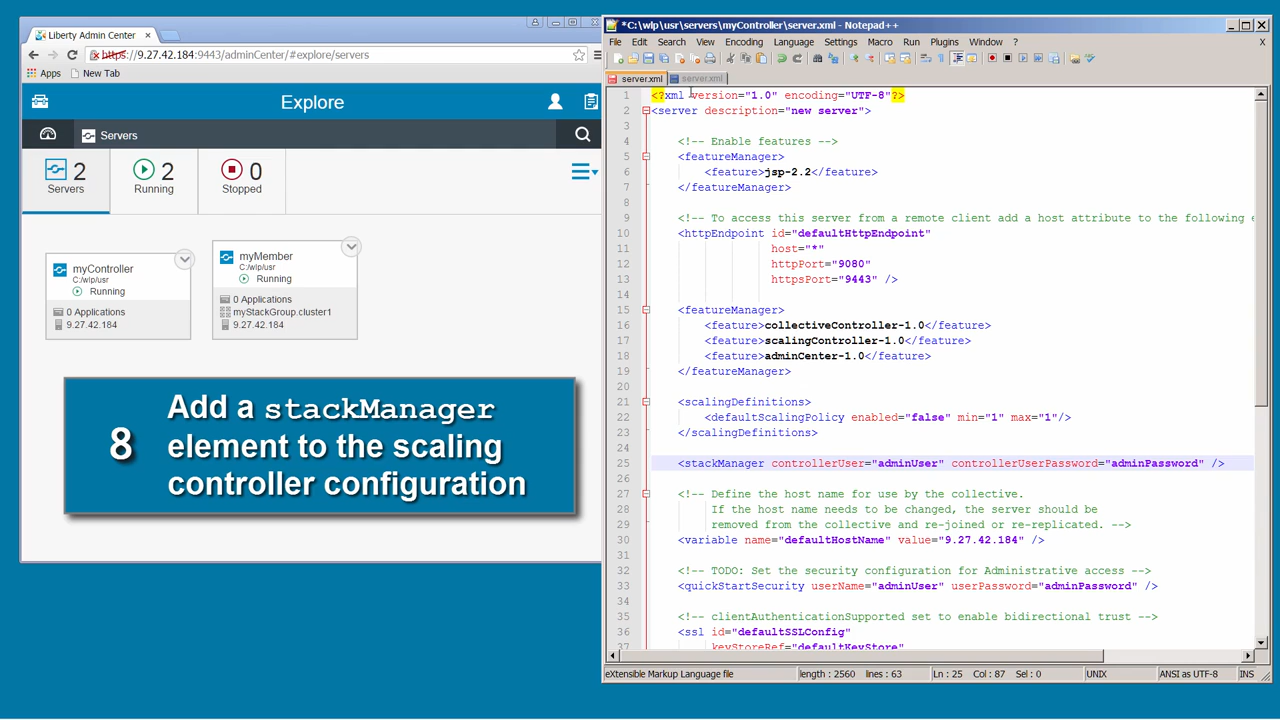 Liberty Admin Center
https://9.27.42.184:9443/adminCenter/#explore/servers
Apps New Tab
Explore
Servers
2
Servers
2
Running
0
Stopped
myController
C:/wlp/usr
Running
0 Applications
9.27.42.184
myMember
C:/wlp/usr
Running
0 Applications
myStackGroup.cluster1
9.27.42.184
8
Add a stackManager
element to the scaling
controller configuration
*C:\wlp\usr\servers\myController\server.xml - Notepad++
File Edit Search View Encoding Language Settings Macro Run Plugins Window ? X
server.xml server.xml
1 <?xml version="1.0" encoding="UTF-8"?>
2 <server description="new server">
3
4 <!-- Enable features -->
5 <featureManager>
6 <feature>jsp-2.2</feature>
7 </featureManager>
8
9 <!-- To access this server from a remote client add a host attribute to the following e
10 <httpEndpoint id="defaultHttpEndpoint"
11 host="*"
12 httpPort="9080"
13 httpsPort="9443" />
14
15 <featureManager>
16 <feature>collectiveController-1.0</feature>
17 <feature>scalingController-1.0</feature>
18 <feature>adminCenter-1.0</feature>
19 </featureManager>
20
21 <scalingDefinitions>
22 <defaultScalingPolicy enabled="false" min="1" max="1"/>
23 </scalingDefinitions>
24
25 <stackManager controllerUser="adminUser" controllerUserPassword="adminPassword" />
26
27 <!-- Define the host name for use by the collective.
28 If the host name needs to be changed, the server should be
29 removed from the collective and re-joined or re-replicated. -->
30 <variable name="defaultHostName" value="9.27.42.184" />
31
32 <!-- TODO: Set the security configuration for Administrative access -->
33 <quickStartSecurity userName="adminUser" userPassword="adminPassword" />
34
35 <!-- clientAuthenticationSupported set to enable bidirectional trust -->
36 <ssl id="defaultSSLConfig"
37 keyStoreRef="defaultKeyStore"
eXtensible Markup Language file length : 2560 lines : 63 Ln : 25 Col : 87 Sel : 0 UNIX ANSI as UTF-8 INS